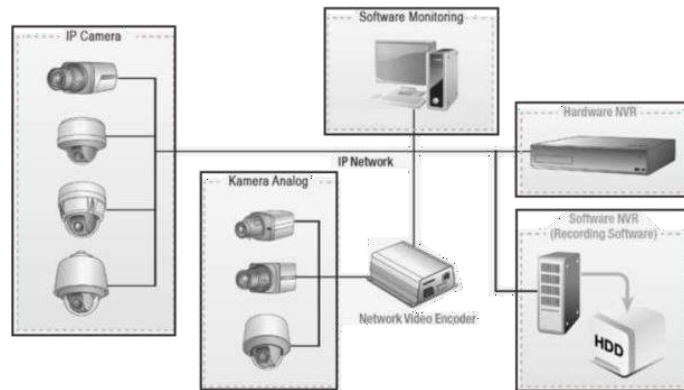 IP Camera
Software Monitoring
Hardware NVR
IP Network
Kamera Analog
Software NVR
(Recording Software)
Network Video Encoder
HDD